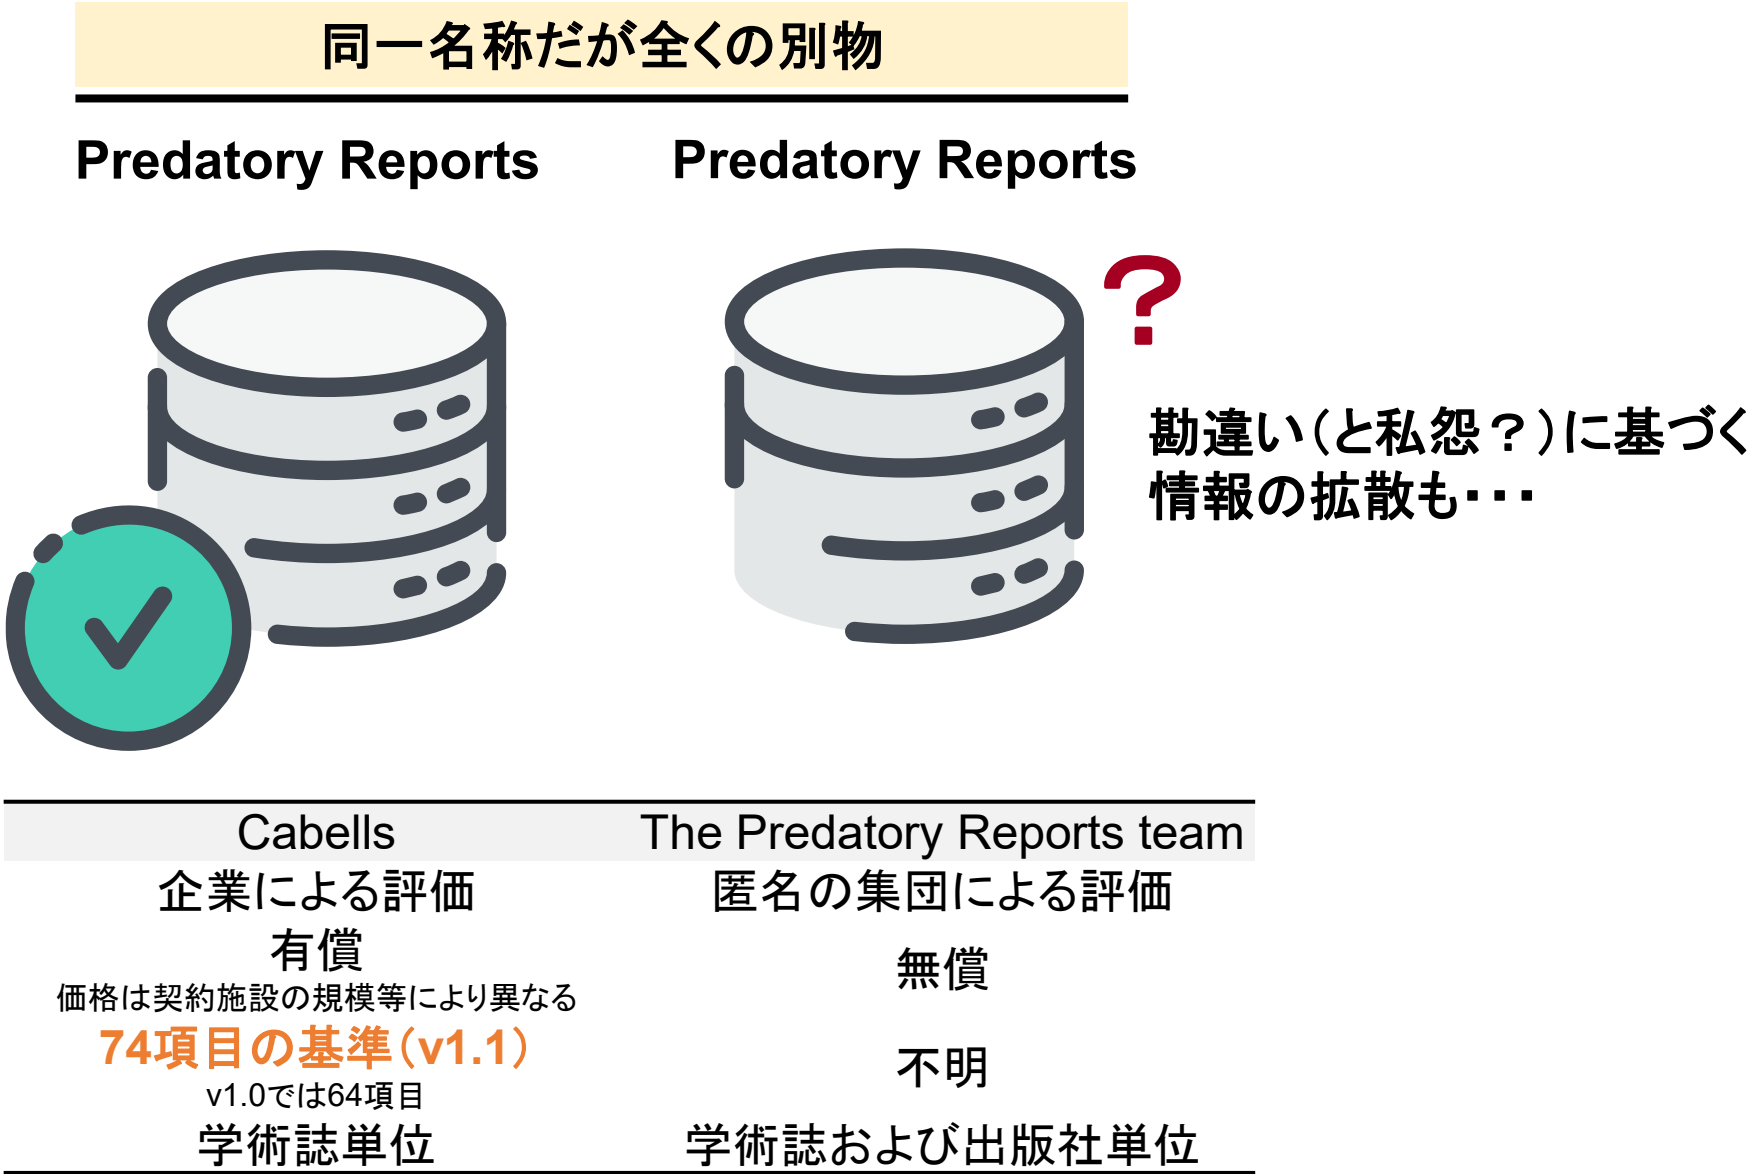 同一名称だが全くの別物
Predatory Reports
Predatory Reports
?
勘違い（と私怨？）に基づく
情報の拡散も・・・
Cabells
The Predatory Reports team
企業による評価
匿名の集団による評価
有償
価格は契約施設の規模等により異なる
無償
74項目の基準（v1.1）
v1.0では64項目
不明
学術誌単位
学術誌および出版社単位